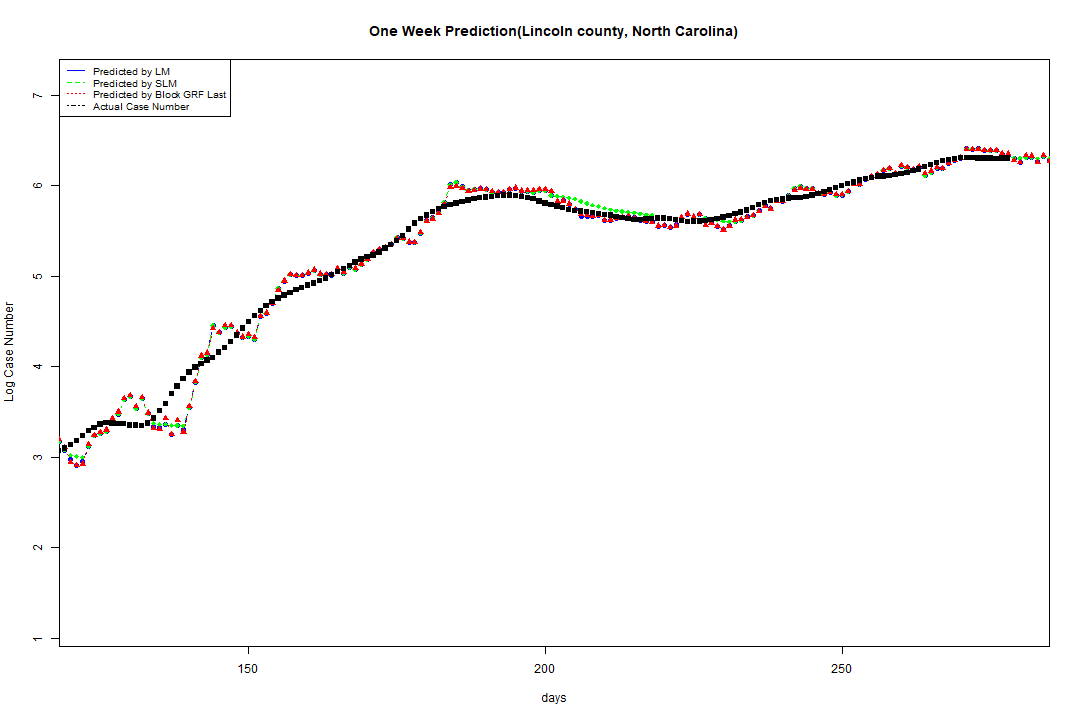 One Week Prediction(Lincoln county, North Carolina)
Predicted by LM
Predicted by SLM
Predicted by Block GRF Last
Actual Case Number
7
6
5
4
3
2
1
Log Case Number
150
200
250
days